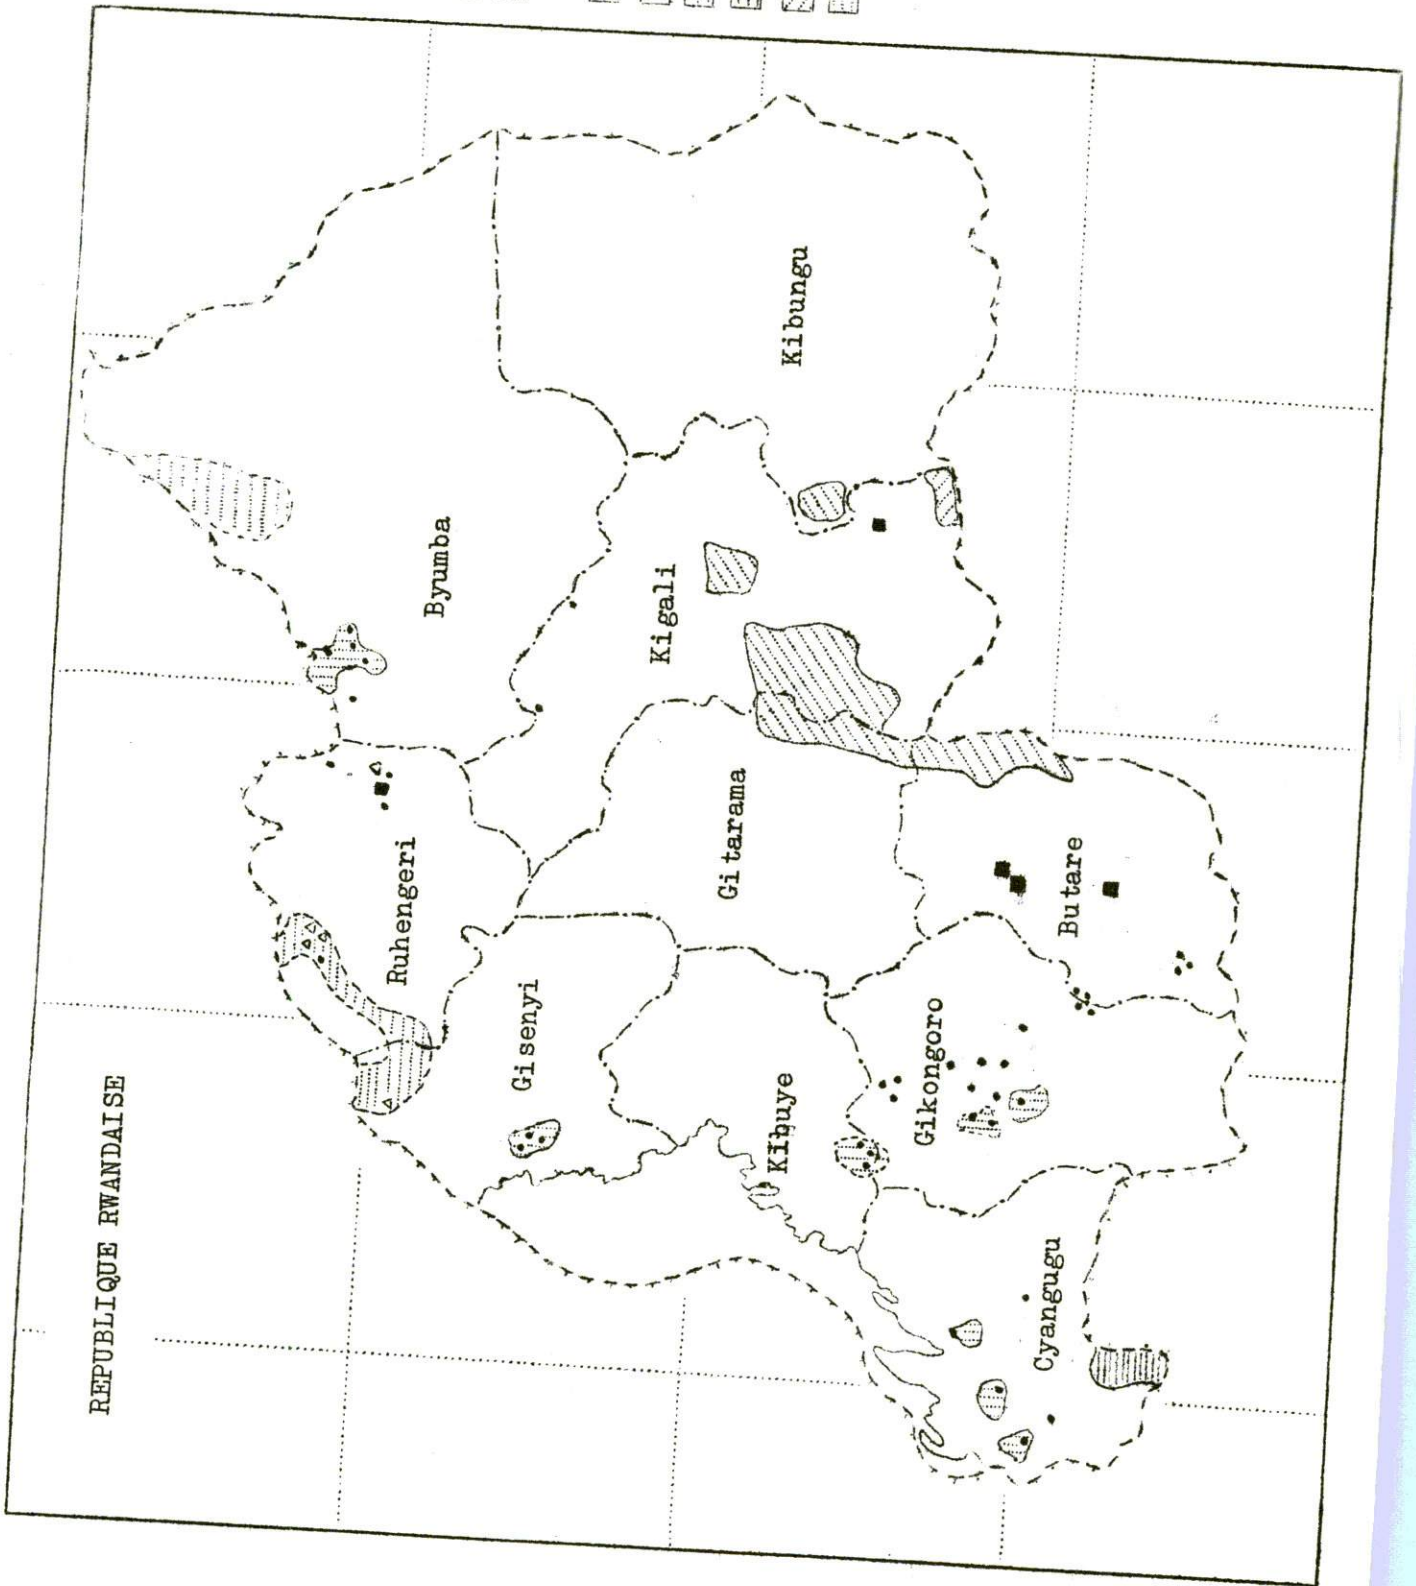 REPUBLIQUE RWANDAISE
Ruhengeri
Byumba
Gisenyi
Kigali
Kibungu
Kibuye
Gitarama
Gikongoro
Cyangugu
Butare